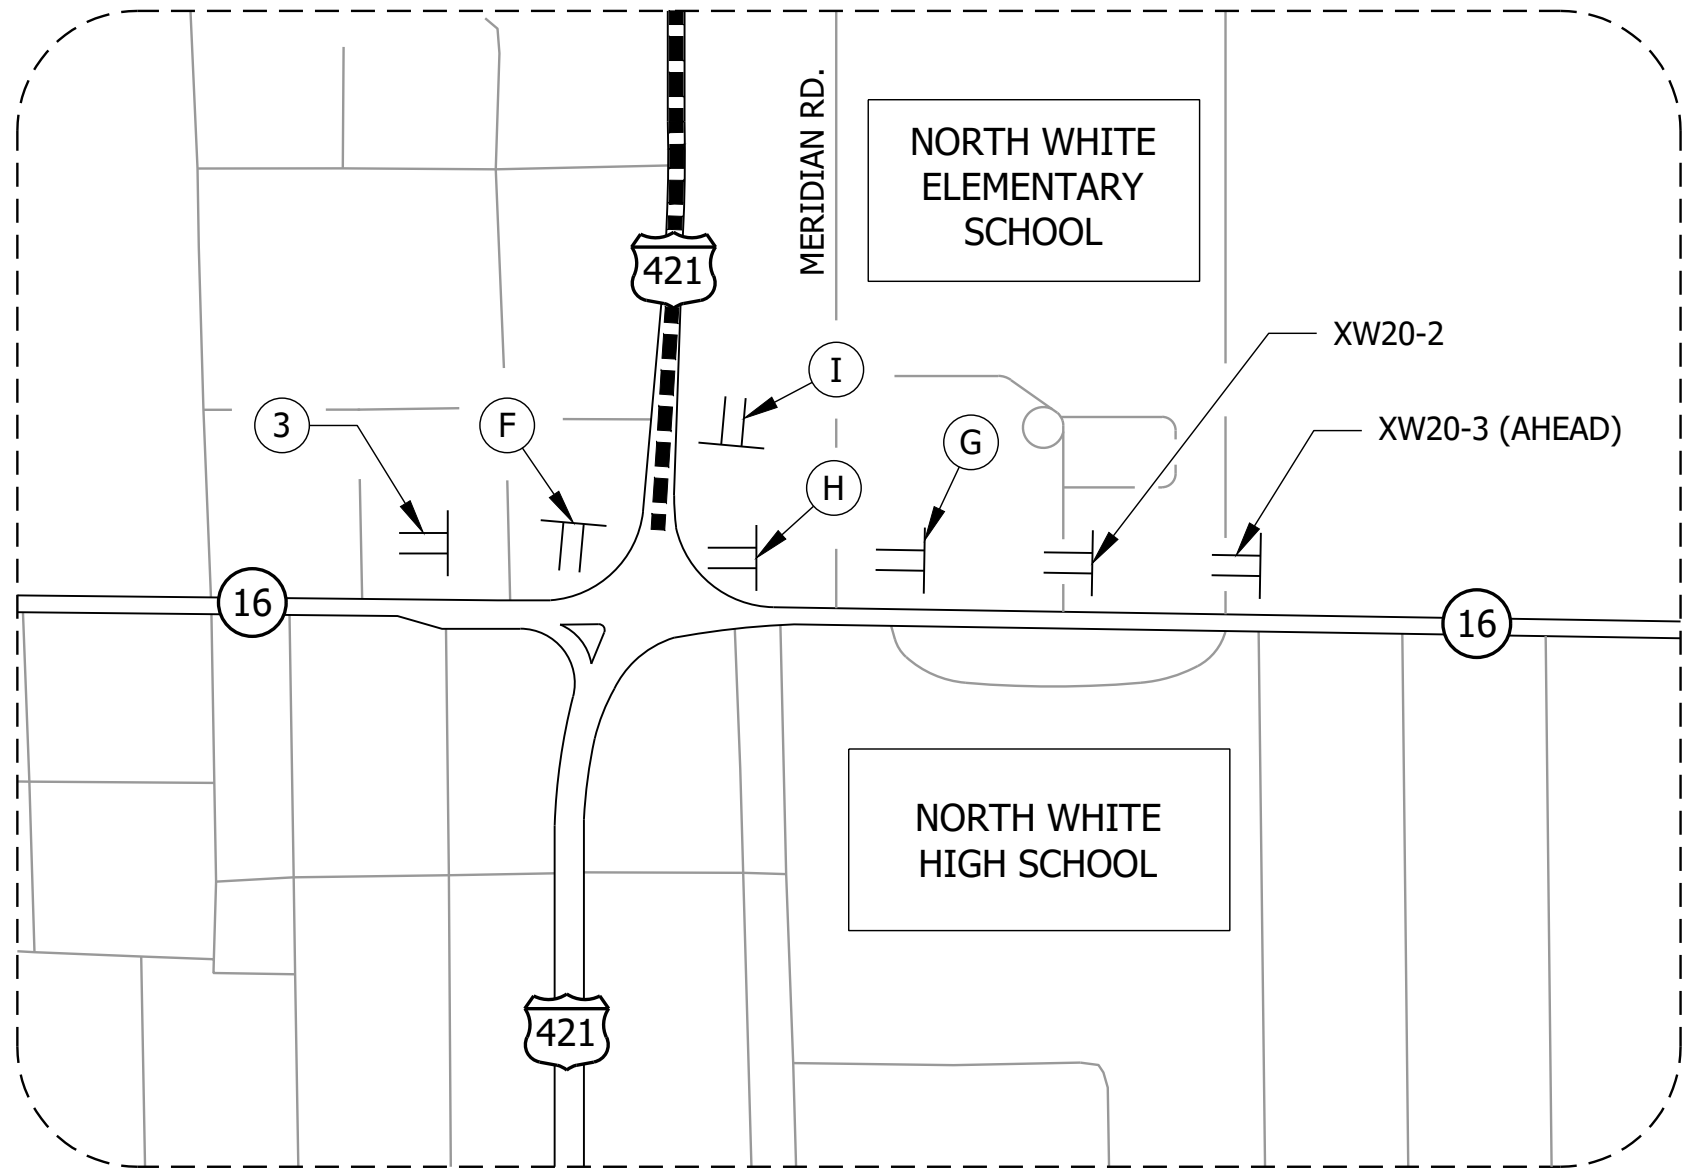 MERIDIAN RD.
NORTH WHITE
ELEMENTARY
SCHOOL
421
XW20-2
I
3
F
G
XW20-3 (AHEAD)
H
16
16
NORTH WHITE
HIGH SCHOOL
421